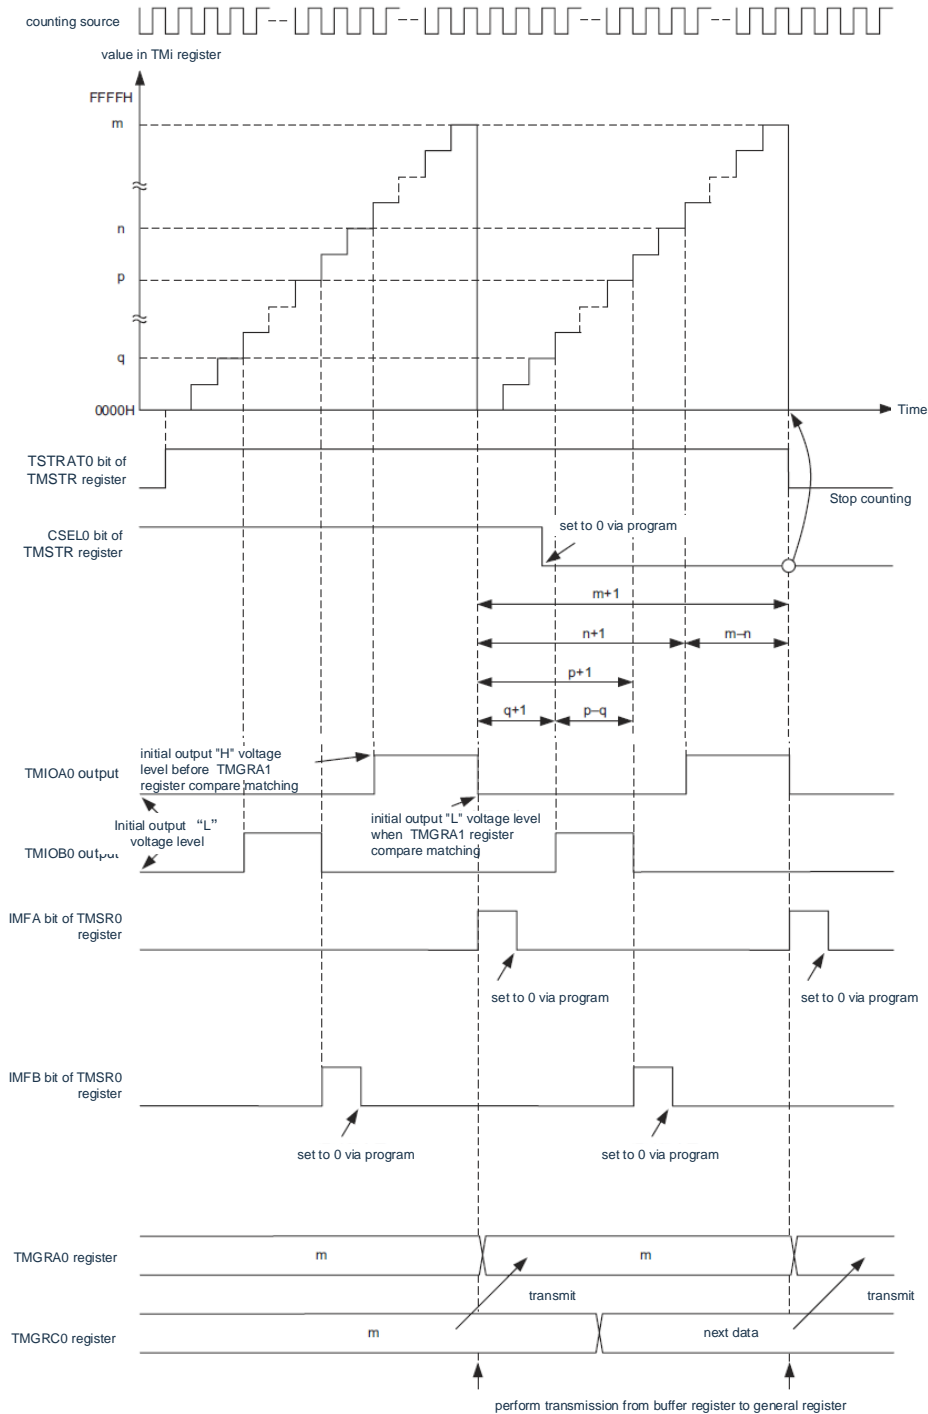 counting source
value in TMi register
FFFFH
m
n
p
q
0000H
Time
TSTRAT0 bit of
TMSTR register
Stop counting
CSEL0 bit of
TMSTR register
set to 0 via program
m+1
n+1
m–n
p+1
q+1
p–q
initial output "H" voltage
level before TMGRA1
register compare matching
TMIOA0 output
initial output "L" voltage level
when TMGRA1 register
compare matching
Initial output “L”
voltage level
TMIOB0 output
IMFA bit of TMSR0
register
set to 0 via program
set to 0 via program
IMFB bit of TMSR0
register
set to 0 via program
set to 0 via program
TMGRA0 register
m
m
transmit
transmit
TMGRC0 register
m
next data
perform transmission from buffer register to general register